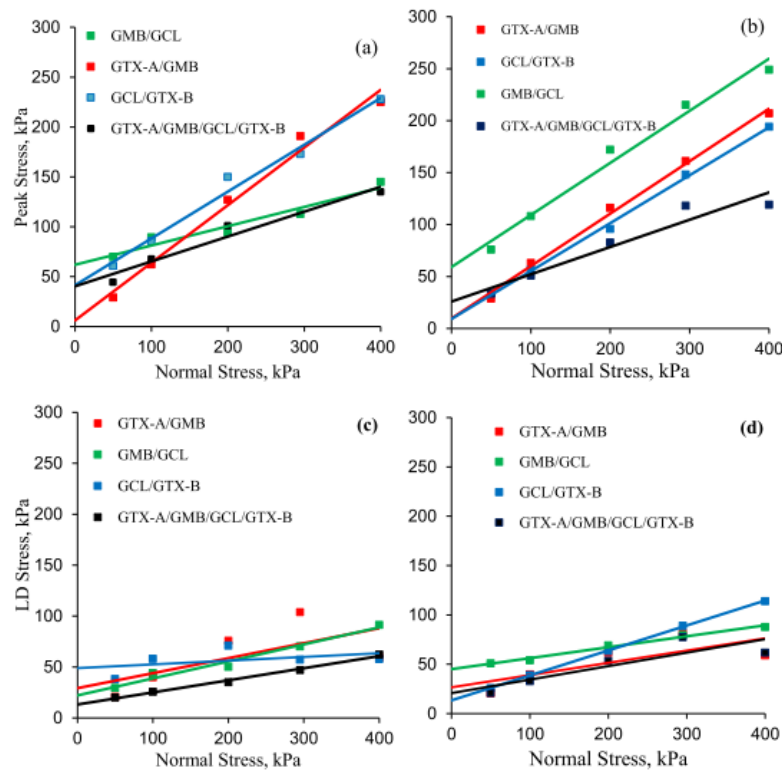 (a)
GMB/GCL
GTX-A/GMB
GCL/GTX-B
GTX-A/GMB/GCL/GTX-B
Peak Stress, kPa
300
250
200
150
100
50
0
0 100 200 300 400
Normal Stress, kPa
(b)
GTX-A/GMB
GCL/GTX-B
GMB/GCL
GTX-A/GMB/GCL/GTX-B
300
250
200
150
100
50
0
0 100 200 300 400
Normal Stress, kPa
(c)
GTX-A/GMB
GMB/GCL
GCL/GTX-B
GTX-A/GMB/GCL/GTX-B
LD Stress, kPa
300
250
200
150
100
50
0
0 100 200 300 400
Normal Stress, kPa
(d)
GTX-A/GMB
GMB/GCL
GCL/GTX-B
GTX-A/GMB/GCL/GTX-B
300
250
200
150
100
50
0
0 100 200 300 400
Normal Stress, kPa